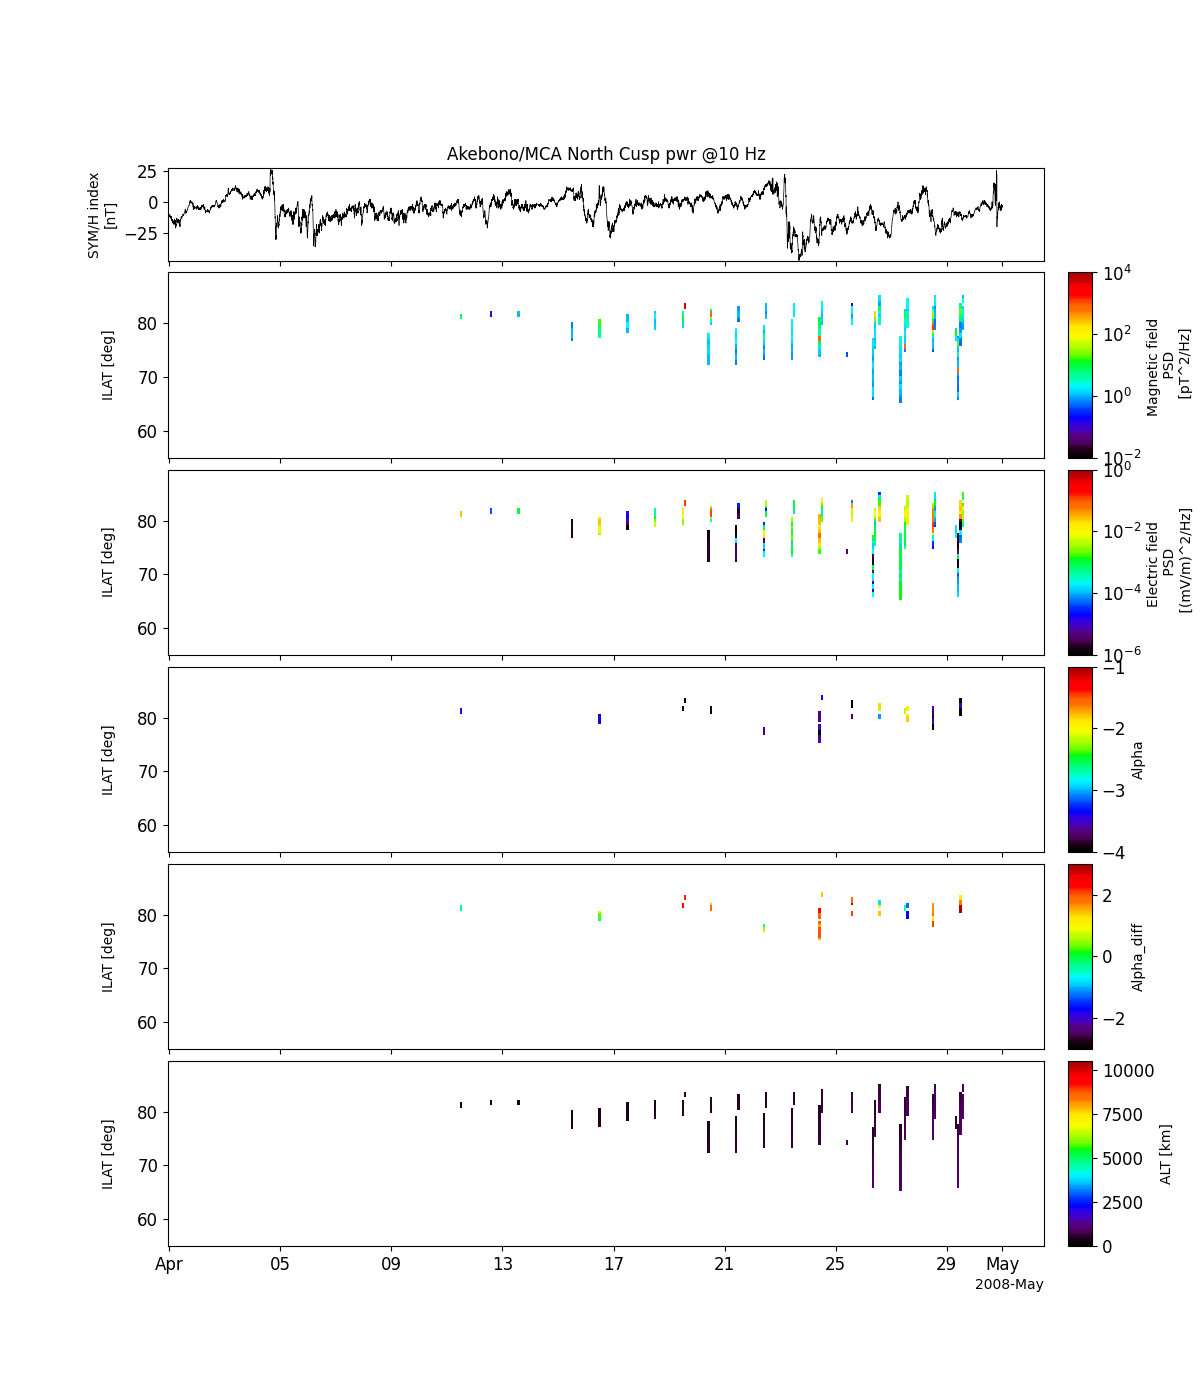 Akebono/MCA North Cusp pwr @10 Hz
SYM/H index
[nT]
25
0
−25
ILAT [deg]
80
70
60
10^4
10^2
10^0
10^−2
Magnetic field
PSD
[pT^2/Hz]
ILAT [deg]
80
70
60
10^0
10^−2
10^−4
10^−6
Electric field
PSD
[(mV/m)^2/Hz]
ILAT [deg]
80
70
60
−1
−2
−3
−4
Alpha
ILAT [deg]
80
70
60
2
0
−2
Alpha_diff
ILAT [deg]
80
70
60
10000
7500
5000
2500
0
ALT [km]
Apr 05 09 13 17 21 25 29 May
2008-May